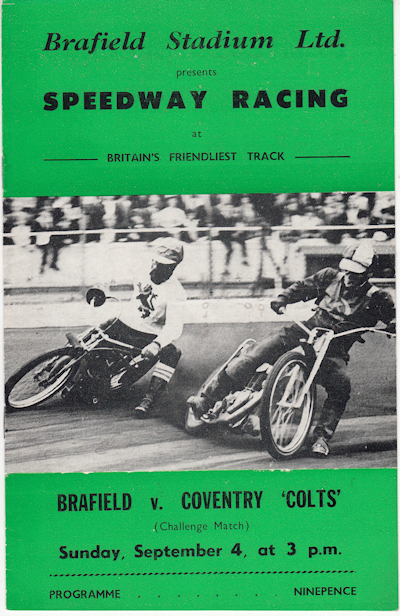 Brafield Stadium Ltd.
presents
SPEEDWAY RACING
at
BRITAIN'S FRIENDLIEST TRACK
BRAFIELD v. COVENTRY 'COLTS'
(Challenge Match)
Sunday, September 4, at 3 p.m.
PROGRAMME . . . . . . . . NINEPENCE